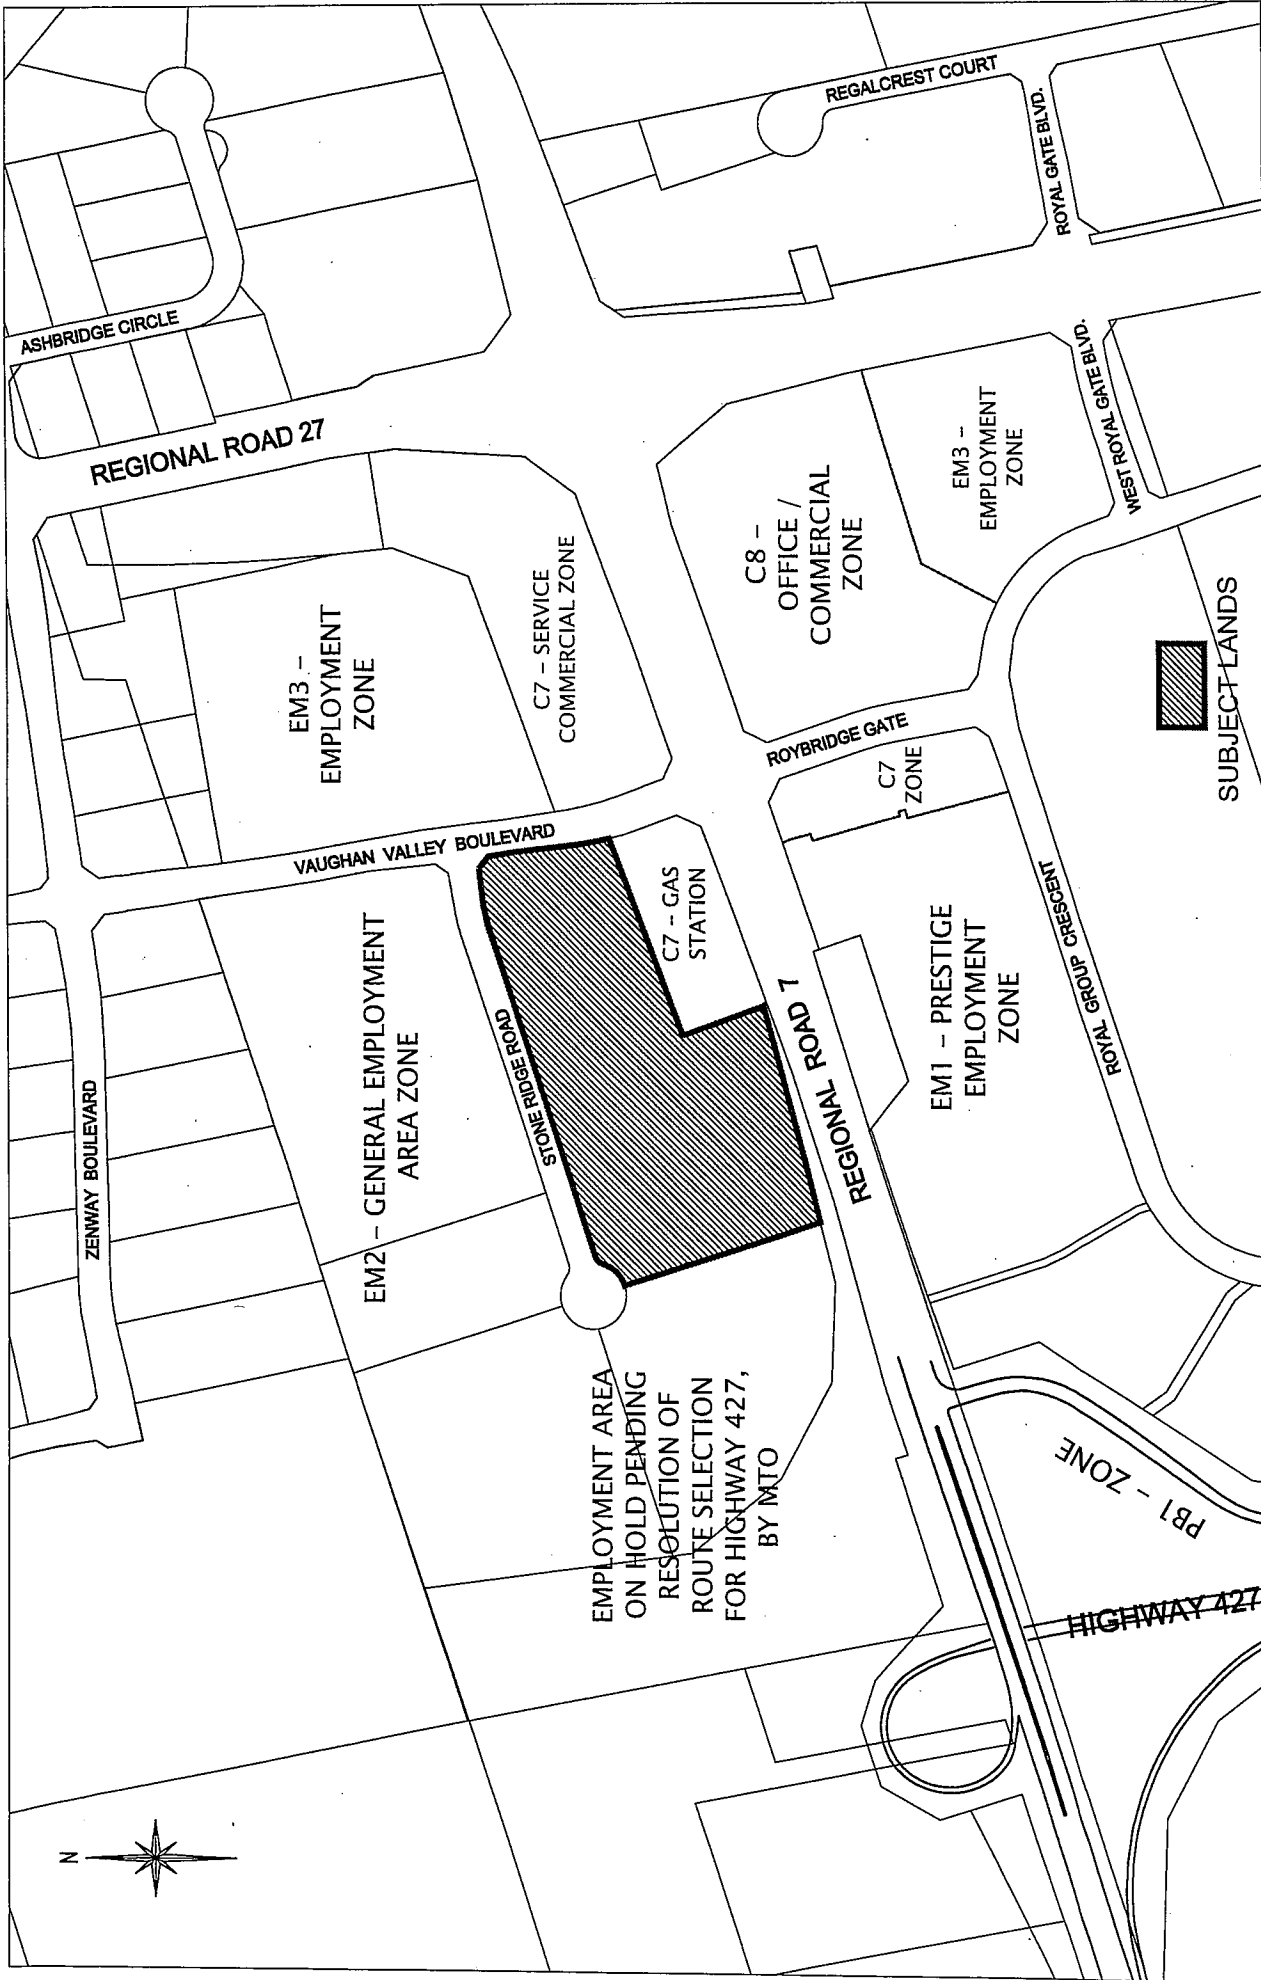 N
ASHBRIDGE CIRCLE
REGIONAL ROAD 27
REGALCREST COURT
ROYAL GATE BLVD.
WEST ROYAL GATE BLVD.
EM3 –
EMPLOYMENT
ZONE
C7 – SERVICE
COMMERCIAL ZONE
C8 –
OFFICE /
COMMERCIAL
ZONE
EM3 –
EMPLOYMENT
ZONE
VAUGHAN VALLEY BOULEVARD
ROYBRIDGE GATE
C7
ZONE
ZENWAY BOULEVARD
EM2 – GENERAL EMPLOYMENT
AREA ZONE
STONE RIDGE ROAD
C7 – GAS
STATION
REGIONAL ROAD 7
EM1 – PRESTIGE
EMPLOYMENT
ZONE
ROYAL GROUP CRESCENT
EMPLOYMENT AREA
ON HOLD PENDING
RESOLUTION OF
ROUTE SELECTION
FOR HIGHWAY 427,
BY MTO
PB1 – ZONE
HIGHWAY 427
SUBJECT LANDS